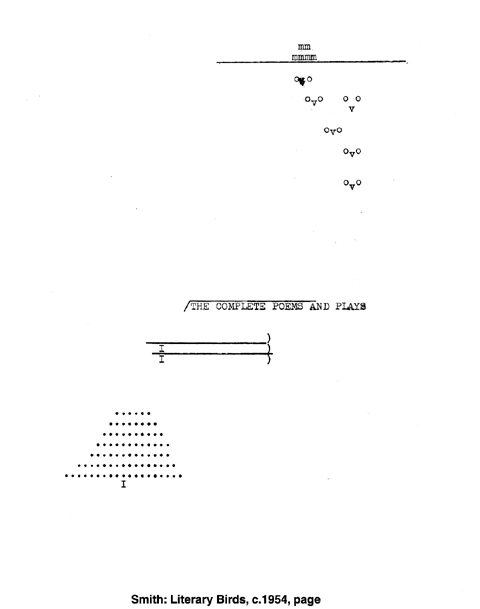 mm
mmmm
o v o
o v o o v o
o v o
o v o
o v o
/THE COMPLETE POEMS AND PLAYS
)
I )
I )
. . . . . .
. . . . . . . .
. . . . . . . . . .
. . . . . . . . . . . .
. . . . . . . . . . . . .
. . . . . . . . . . . . . . . .
. . . . . . . . . . . . . . . . . . .
I
Smith: Literary Birds, c.1954, page